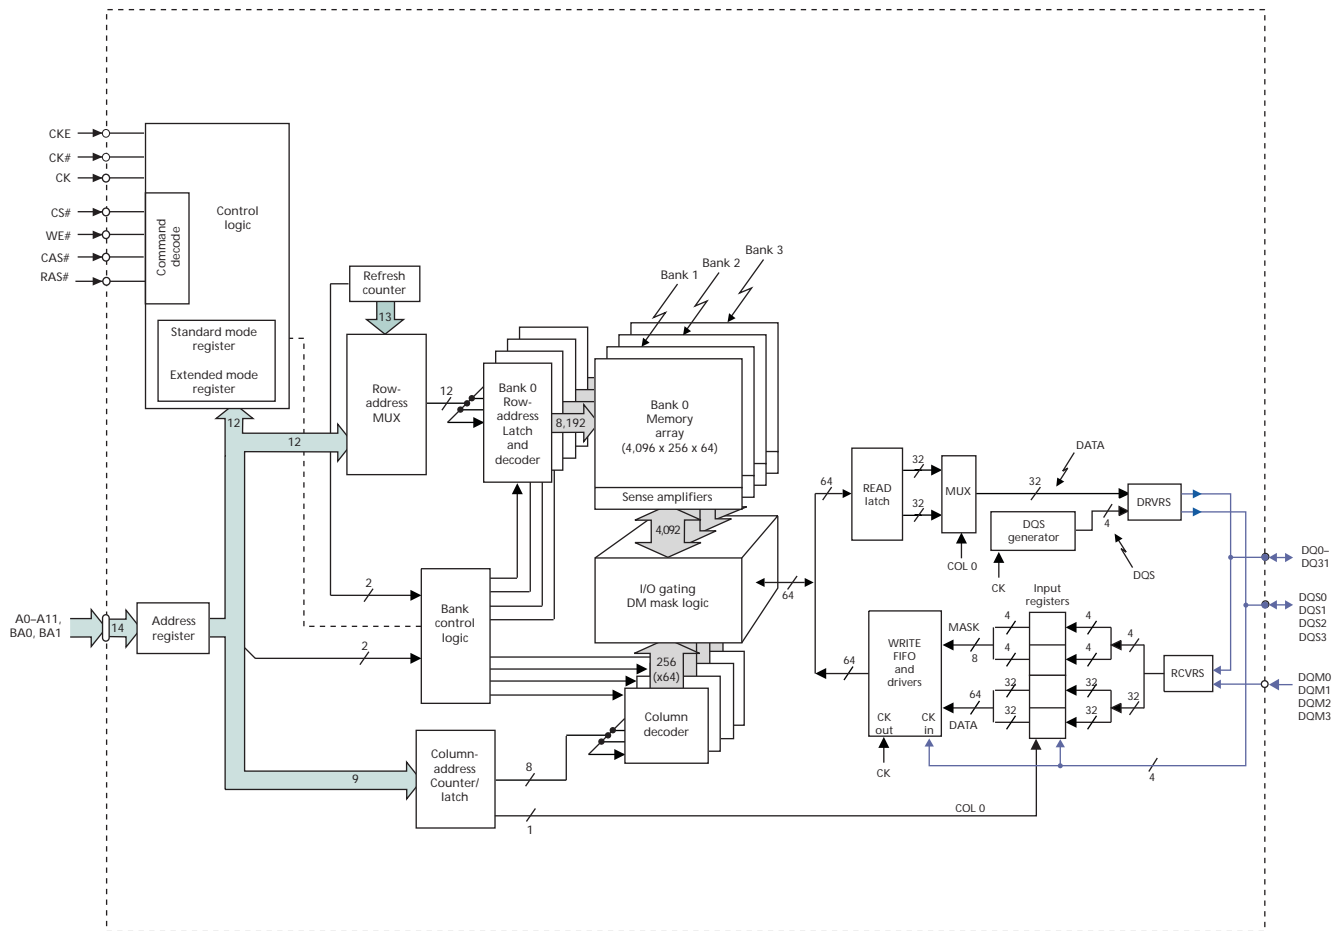 CKE
CK#
CK
CS#
WE#
CAS#
RAS#
Command
decode
Control
logic
Standard mode
register
Extended mode
register
12
Refresh
counter
13
Row-
address
MUX
12
12
Bank 0
Row-
address
Latch
and
decoder
8,192
Bank 1
Bank 2
Bank 3
Bank 0
Memory
array
(4,096 x 256 x 64)
Sense amplifiers
4,092
I/O gating
DM mask logic
64
2
2
Bank
control
logic
256
(x64)
Column
decoder
A0–A11,
BA0, BA1
14
Address
register
9
Column-
address
Counter/
latch
8
1
COL 0
64
READ
latch
32
32
MUX
COL 0
32
DATA
DQS
generator
CK
4
DQS
DRVRS
DQ0–
DQ31
DQS0
DQS1
DQS2
DQS3
DQM0
DQM1
DQM2
DQM3
64
WRITE
FIFO
and
drivers
CK
out
CK
in
CK
MASK
8
64
DATA
Input
registers
4
4
32
32
4
4
32
32
4
32
RCVRS
4